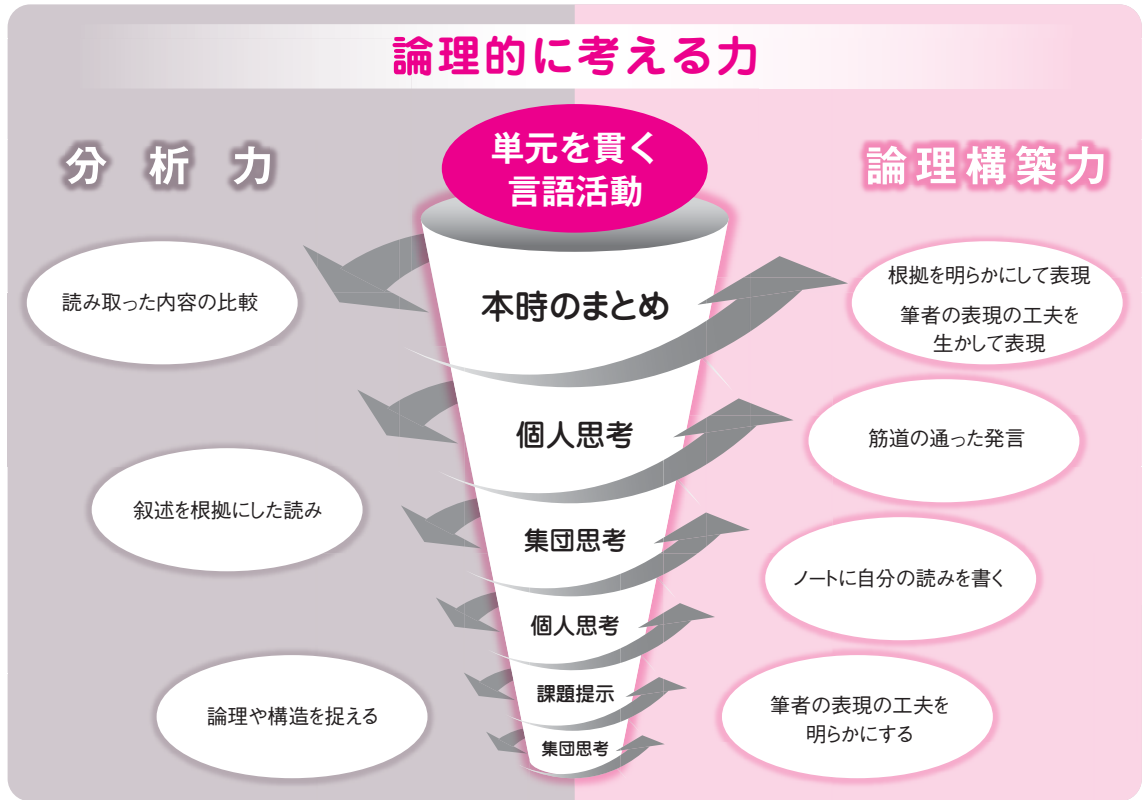 論理的に考える力
単元を貫く
言語活動
分析力
論理構築力
読み取った内容の比較
叙述を根拠にした読み
論理や構造を捉える
本時のまとめ
個人思考
集団思考
個人思考
課題提示
集団思考
根拠を明らかにして表現
筆者の表現の工夫を
生かして表現
筋道の通った発言
ノートに自分の読みを書く
筆者の表現の工夫を
明らかにする